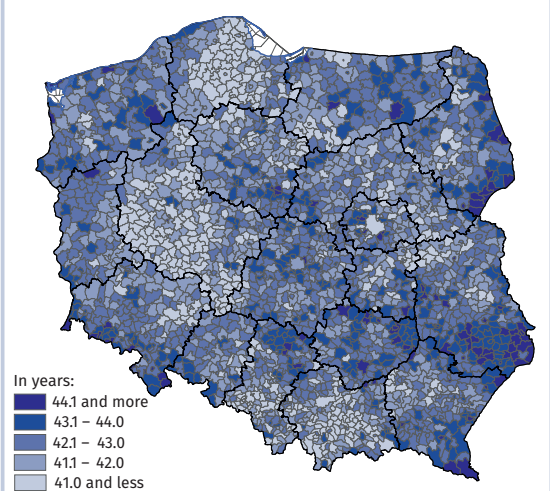 In years:
44.1 and more
43.1 – 44.0
42.1 – 43.0
41.1 – 42.0
41.0 and less